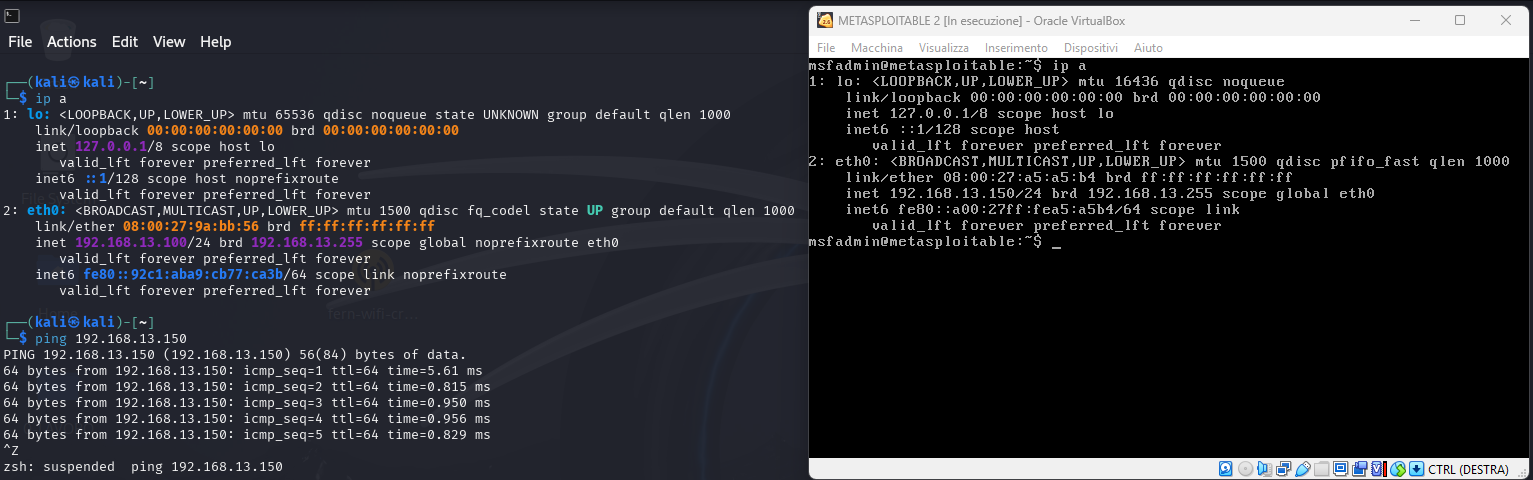 File Actions Edit View Help
┌──(kali㉿kali)-[~]
└─$ ip a
1: lo: <LOOPBACK,UP,LOWER_UP> mtu 65536 qdisc noqueue state UNKNOWN group default qlen 1000
link/loopback 00:00:00:00:00:00 brd 00:00:00:00:00:00
inet 127.0.0.1/8 scope host lo
valid_lft forever preferred_lft forever
inet6 ::1/128 scope host noprefixroute
valid_lft forever preferred_lft forever
2: eth0: <BROADCAST,MULTICAST,UP,LOWER_UP> mtu 1500 qdisc fq_codel state UP group default qlen 1000
link/ether 08:00:27:9a:bb:56 brd ff:ff:ff:ff:ff:ff
inet 192.168.13.100/24 brd 192.168.13.255 scope global noprefixroute eth0
valid_lft forever preferred_lft forever
inet6 fe80::92c1:aba9:cb77:ca3b/64 scope link noprefixroute
valid_lft forever preferred_lft forever
Home
fern-wifi-cr...
┌──(kali㉿kali)-[~]
└─$ ping 192.168.13.150
PING 192.168.13.150 (192.168.13.150) 56(84) bytes of data.
64 bytes from 192.168.13.150: icmp_seq=1 ttl=64 time=5.61 ms
64 bytes from 192.168.13.150: icmp_seq=2 ttl=64 time=0.815 ms
64 bytes from 192.168.13.150: icmp_seq=3 ttl=64 time=0.950 ms
64 bytes from 192.168.13.150: icmp_seq=4 ttl=64 time=0.956 ms
64 bytes from 192.168.13.150: icmp_seq=5 ttl=64 time=0.829 ms
^Z
zsh: suspended  ping 192.168.13.150
METASPLOITABLE 2 [In esecuzione] - Oracle VirtualBox
File Macchina Visualizza Inserimento Dispositivi Aiuto
msfadmin@metasploitable:~$ ip a
1: lo: <LOOPBACK,UP,LOWER_UP> mtu 16436 qdisc noqueue
link/loopback 00:00:00:00:00:00 brd 00:00:00:00:00:00
inet 127.0.0.1/8 scope host lo
inet6 ::1/128 scope host
valid_lft forever preferred_lft forever
2: eth0: <BROADCAST,MULTICAST,UP,LOWER_UP> mtu 1500 qdisc pfifo_fast qlen 1000
link/ether 08:00:27:a5:a5:b4 brd ff:ff:ff:ff:ff:ff
inet 192.168.13.150/24 brd 192.168.13.255 scope global eth0
inet6 fe80::a00:27ff:fea5:a5b4/64 scope link
valid_lft forever preferred_lft forever
msfadmin@metasploitable:~$ _
CTRL (DESTRA)